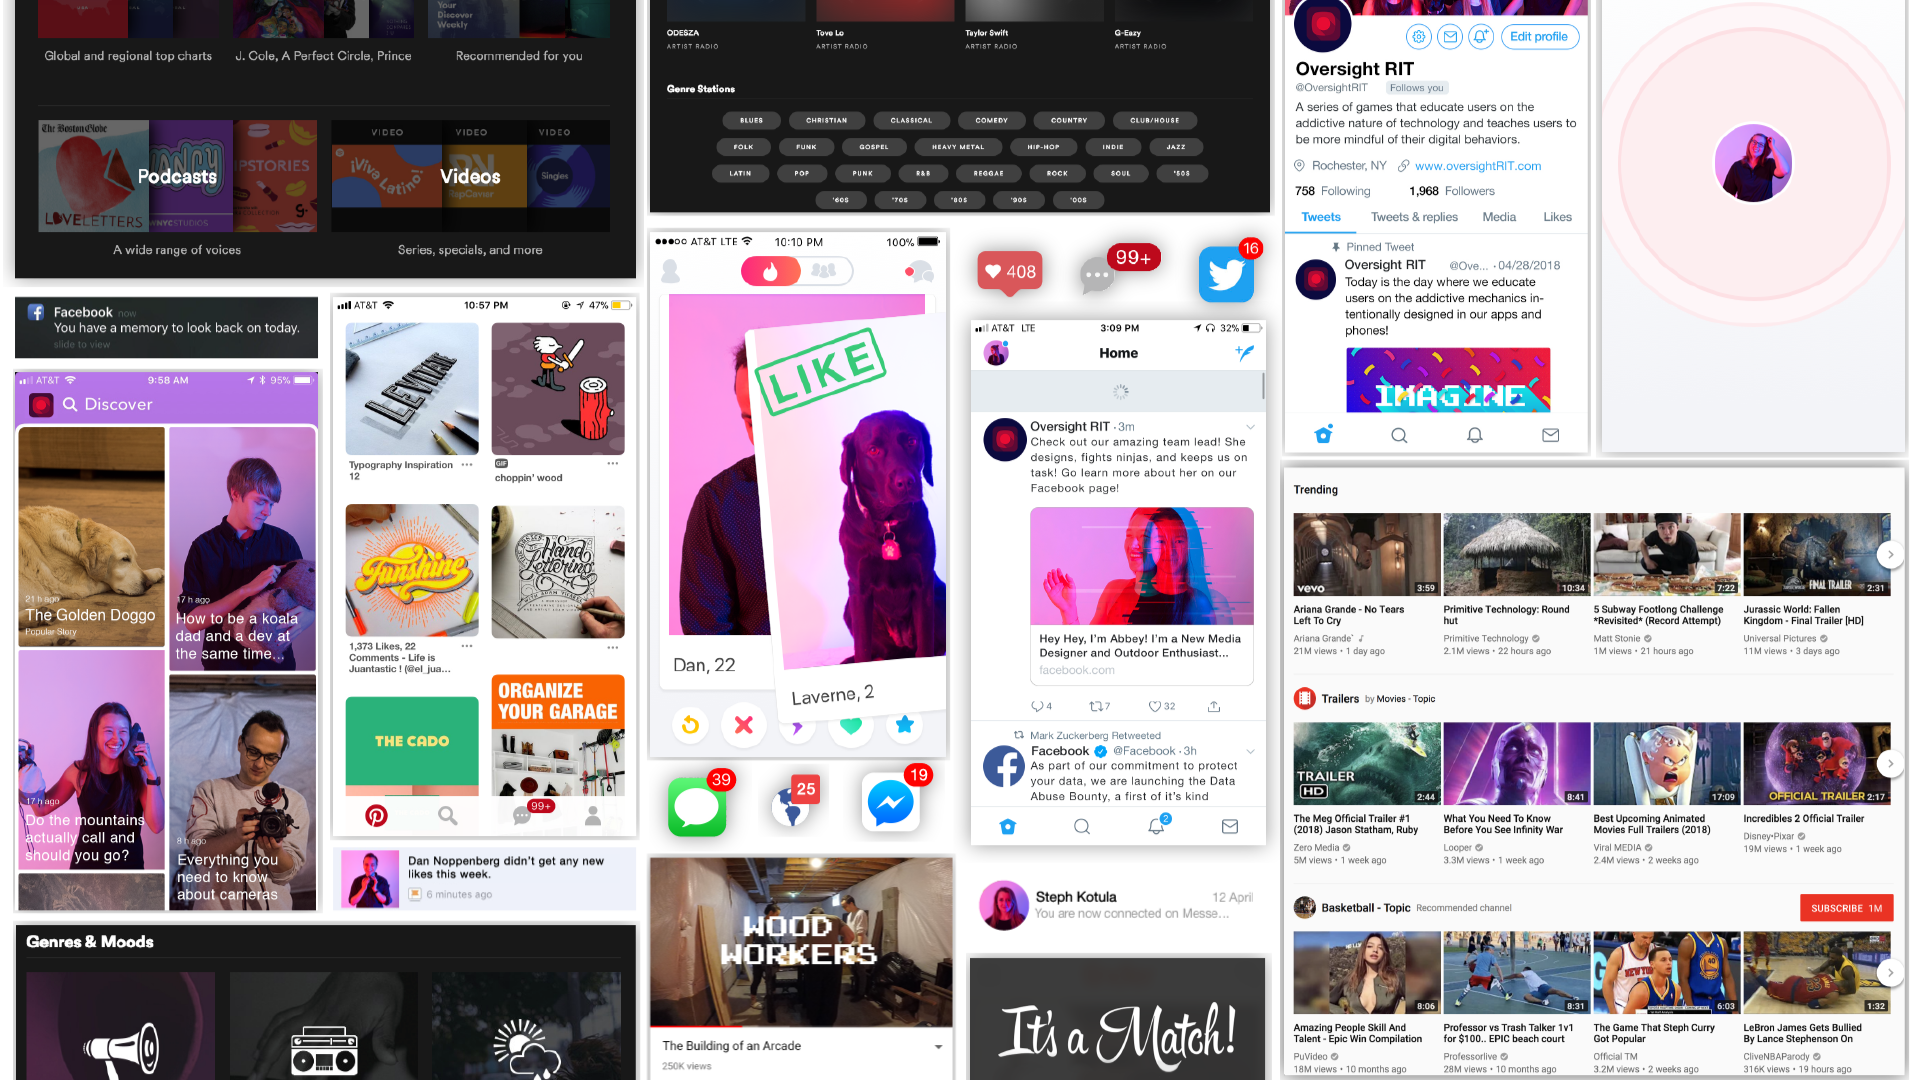 Your
Discover
Weekly
Global and regional top charts
J. Cole, A Perfect Circle, Prince
Recommended for you
The Boston Globe
LOVELETTERS
WNYCSTUDIOS
Podcasts
A wide range of voices
VIDEO
VIDEO
VIDEO
¡Viva Latino!
RapCaviar
Singles
Videos
Series, specials, and more
ODESZA
ARTIST RADIO
Tove Lo
ARTIST RADIO
Taylor Swift
ARTIST RADIO
G-Eazy
ARTIST RADIO
Genre Stations
BLUES CHRISTIAN CLASSICAL COMEDY COUNTRY CLUB/HOUSE
FOLK FUNK GOSPEL HEAVY METAL HIP-HOP INDIE JAZZ
LATIN POP PUNK R&B REGGAE ROCK SOUL '50S
'60S '70S '80S '90S '00S
Edit profile
Oversight RIT
@OversightRIT Follows you
A series of games that educate users on the
addictive nature of technology and teaches users to
be more mindful of their digital behaviors.
Rochester, NY www.oversightRIT.com
758 Following 1,968 Followers
Tweets Tweets & replies Media Likes
Pinned Tweet
Oversight RIT @Ove... · 04/28/2018
Today is the day where we educate
users on the addictive mechanics in-
tentionally designed in our apps and
phones!
IMAGINE
Facebook now
You have a memory to look back on today.
slide to view
AT&T 9:58 AM 95%
Discover
21 h ago
The Golden Doggo
Popular Story
17 h ago
How to be a koala
dad and a dev at
the same time...
17 h ago
Do the mountains
actually call and
should you go?
8 h ago
Everything you
need to know
about cameras
AT&T 10:57 PM 47%
LEVITATE
Typography Inspiration
12
GIF
choppin' wood
Funshine
Hand
Lettering
1,373 Likes, 22
Comments - Life is
Juantastic ! (@el_jua...
THE CADO
ORGANIZE
YOUR GARAGE
99+
Dan Noppenberg didn't get any new
likes this week.
6 minutes ago
AT&T LTE 10:10 PM 100%
LIKE
Dan, 22
Laverne, 2
39
25
19
408
99+
16
AT&T LTE 3:09 PM 32%
Home
Oversight RIT · 3m
Check out our amazing team lead! She
designs, fights ninjas, and keeps us on
task! Go learn more about her on our
Facebook page!
Hey Hey, I'm Abbey! I'm a New Media
Designer and Outdoor Enthusiast...
facebook.com
4 7 32
Mark Zuckerberg Retweeted
Facebook @Facebook · 3h
As part of our commitment to protect
your data, we are launching the Data
Abuse Bounty, a first of it's kind
2
Steph Kotula 12 April
You are now connected on Messe...
Genres & Moods
WOOD
WORKERS
The Building of an Arcade
250K views
It's a Match!
Trending
vevo 3:59
10:34
7:22
FINAL TRAILER 2:31
Ariana Grande - No Tears
Left To Cry
Ariana Grande
21M views • 1 day ago
Primitive Technology: Round
hut
Primitive Technology
2.1M views • 22 hours ago
5 Subway Footlong Challenge
*Revisited* (Record Attempt)
Matt Stonie
1M views • 21 hours ago
Jurassic World: Fallen
Kingdom - Final Trailer [HD]
Universal Pictures
11M views • 3 days ago
Trailers by Movies - Topic
TRAILER
HD 2:44
8:41
17:09
OFFICIAL TRAILER 2:17
The Meg Official Trailer #1
(2018) Jason Statham, Ruby
Zero Media
5M views • 1 week ago
What You Need To Know
Before You See Infinity War
Looper
3.3M views • 1 week ago
Best Upcoming Animated
Movies Full Trailers (2018)
Viral MEDIA
2.4M views • 2 weeks ago
Incredibles 2 Official Trailer
Disney•Pixar
19M views • 1 week ago
Basketball - Topic Recommended channel
SUBSCRIBE 1M
8:06
8:31
6:03
1:32
Amazing People Skill And
Talent - Epic Win Compilation
PuVideo
18M views • 10 months ago
Professor vs Trash Talker 1v1
for $100.. EPIC beach court
Professorlive
28M views • 10 months ago
The Game That Steph Curry
Got Popular
Official TM
3.2M views • 2 weeks ago
LeBron James Gets Bullied
By Lance Stephenson On
CliveNBAParody
316K views • 19 hours ago